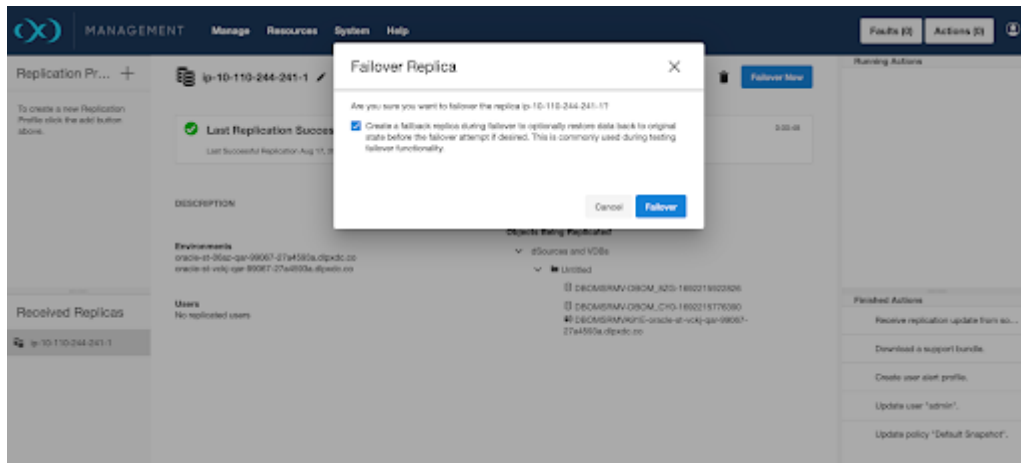 MANAGEMENT
Manage Resources System Help
Faults (0) Actions (0)
Replication Pr... +
To create a new Replication
Profile click the add button
above.
Received Replicas
ip-10-110-244-241-1
ip-10-110-244-241-1
Failover Now
Last Replication Succes
Last Successful Replication Aug 17,
DESCRIPTION
Environments
Users
No replicated users
Failover Replica
Are you sure you want to failover the replica ip-10-110-244-241-1?
Create a failback replica during failover to optionally restore data back to original
state before the failover attempt if desired. This is commonly used during testing
failover functionality.
Cancel Failover
Objects Being Replicated
dSources and VDBs
Untitled
Running Actions
Finished Actions
Receive replication update from so...
Download a support bundle.
Create user alert profile.
Update user "admin".
Update policy "Default Snapshot".